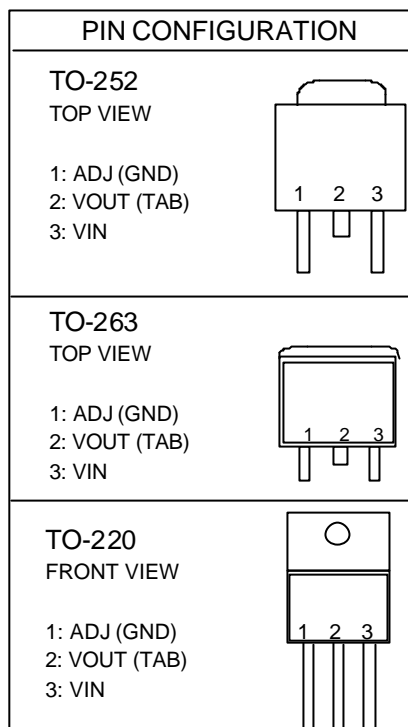 PIN CONFIGURATION
TO-252
TOP VIEW
1: ADJ (GND)
2: VOUT (TAB)
3: VIN
1 2 3
TO-263
TOP VIEW
1: ADJ (GND)
2: VOUT (TAB)
3: VIN
1 2 3
TO-220
FRONT VIEW
1: ADJ (GND)
2: VOUT (TAB)
3: VIN
1 2 3